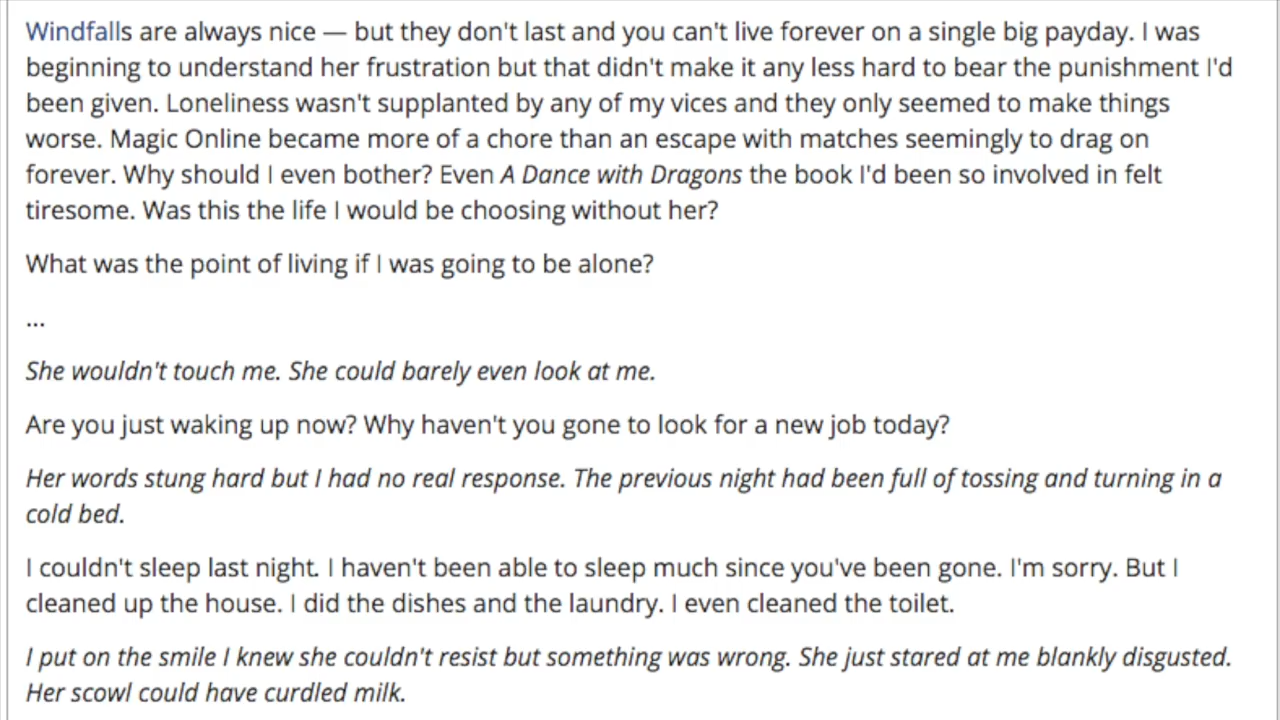 Windfalls are always nice — but they don't last and you can't live forever on a single big payday. I was
beginning to understand her frustration but that didn't make it any less hard to bear the punishment I'd
been given. Loneliness wasn't supplanted by any of my vices and they only seemed to make things
worse. Magic Online became more of a chore than an escape with matches seemingly to drag on
forever. Why should I even bother? Even A Dance with Dragons the book I'd been so involved in felt
tiresome. Was this the life I would be choosing without her?
What was the point of living if I was going to be alone?
...
She wouldn't touch me. She could barely even look at me.
Are you just waking up now? Why haven't you gone to look for a new job today?
Her words stung hard but I had no real response. The previous night had been full of tossing and turning in a
cold bed.
I couldn't sleep last night. I haven't been able to sleep much since you've been gone. I'm sorry. But I
cleaned up the house. I did the dishes and the laundry. I even cleaned the toilet.
I put on the smile I knew she couldn't resist but something was wrong. She just stared at me blankly disgusted.
Her scowl could have curdled milk.